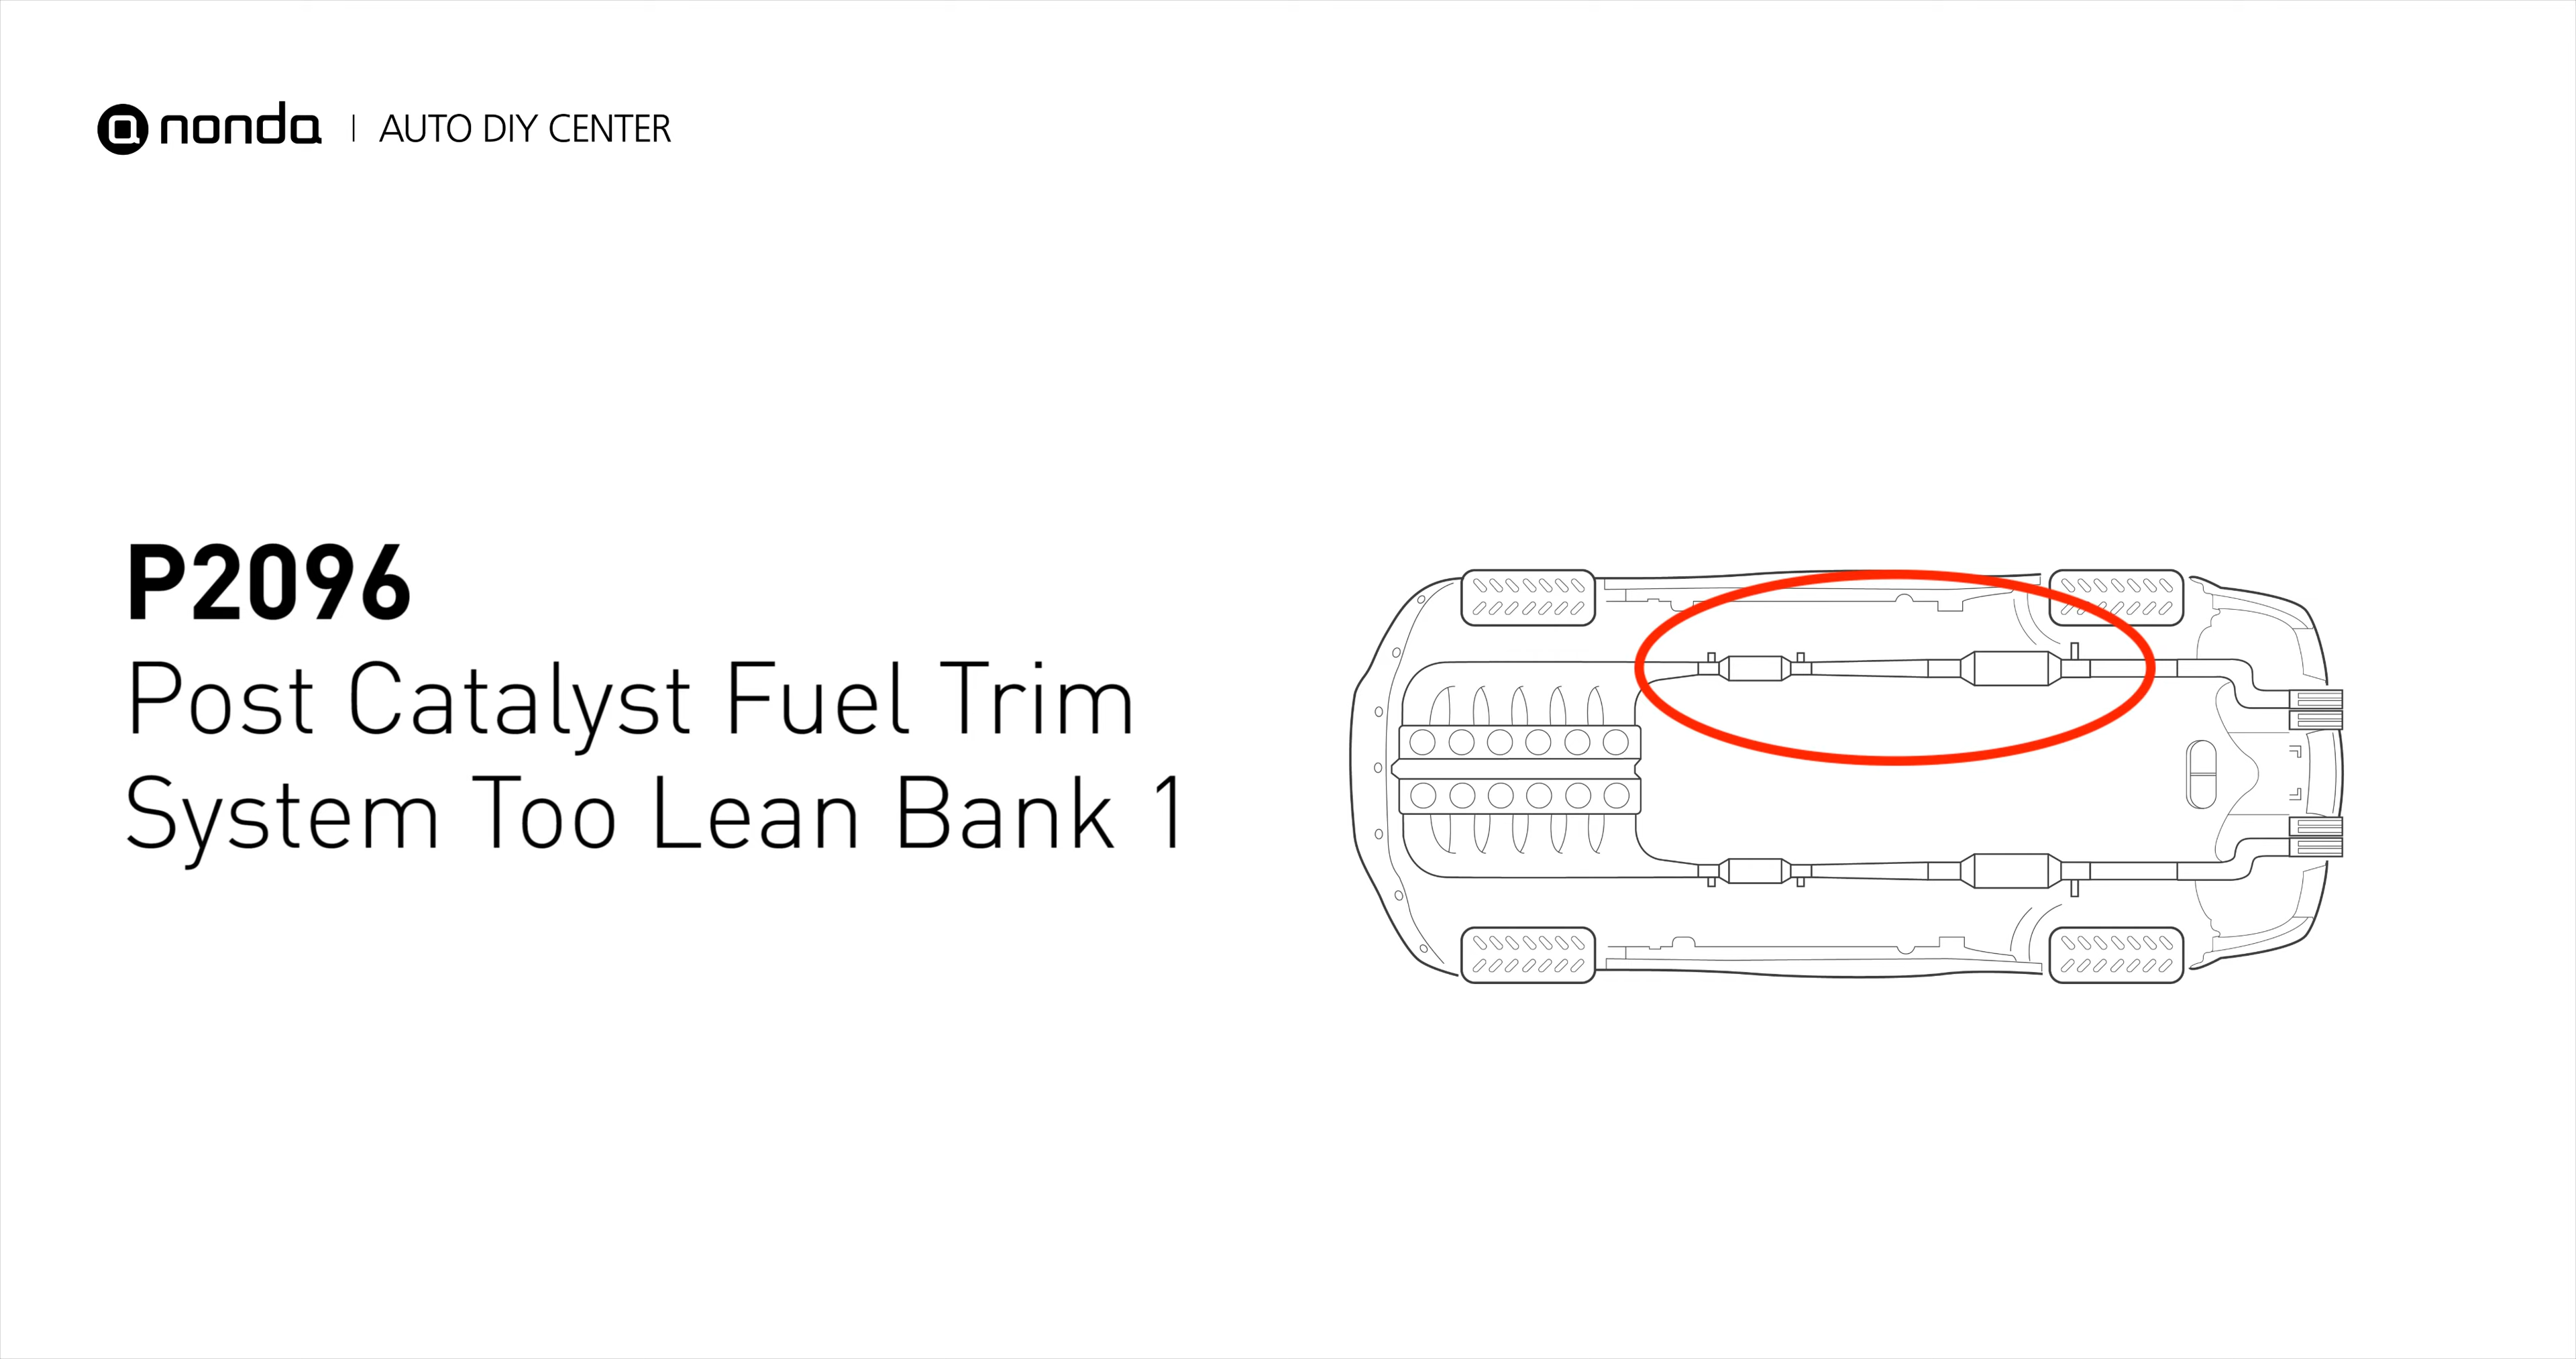 nonda | AUTO DIY CENTER
P2096
Post Catalyst Fuel Trim
System Too Lean Bank 1